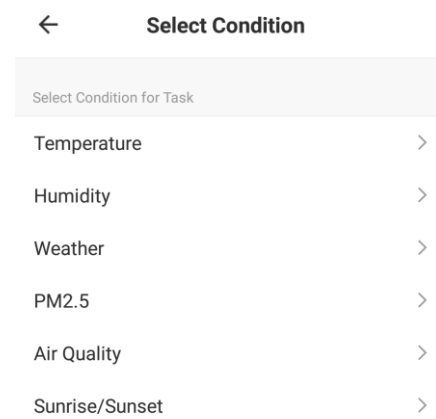 Select Condition
Select Condition for Task
Temperature
Humidity
Weather
PM2.5
Air Quality
Sunrise/Sunset